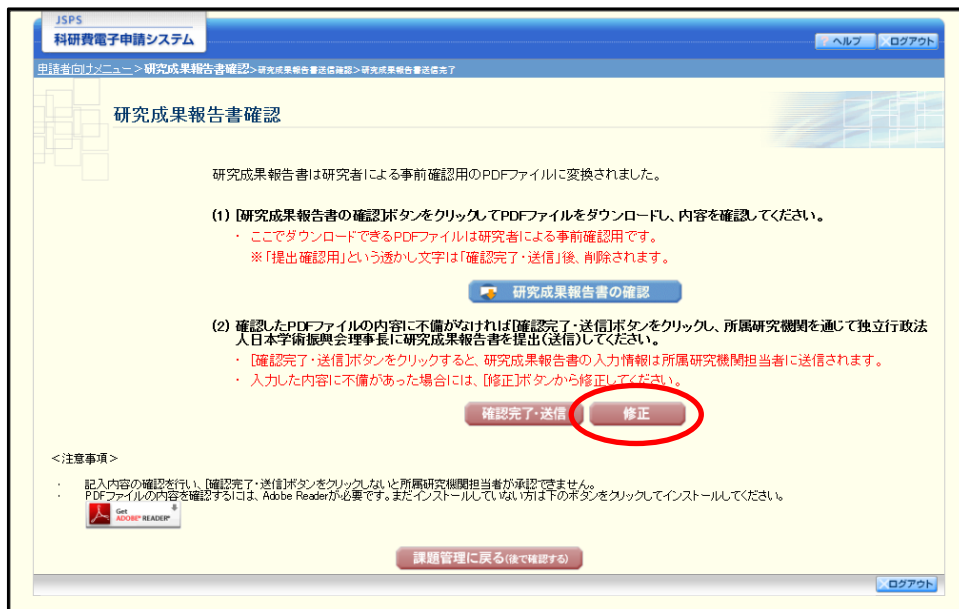 JSPS
科研費電子申請システム
? ヘルプ
×ログアウト
申請者向けメニュー>研究成果報告書確認>研究成果報告書送信確認>研究成果報告書送信完了
研究成果報告書確認
研究成果報告書は研究者による事前確認用のPDFファイルに変換されました。
(1) [研究成果報告書の確認]ボタンをクリックしてPDFファイルをダウンロードし、内容を確認してください。
・ ここでダウンロードできるPDFファイルは研究者による事前確認用です。
※「提出確認用」という透かし文字は「確認完了・送信」後、削除されます。
研究成果報告書の確認
(2) 確認したPDFファイルの内容に不備がなければ[確認完了・送信]ボタンをクリックし、所属研究機関を通じて独立行政法
人日本学術振興会理事長に研究成果報告書を提出(送信)してください。
・ [確認完了・送信]ボタンをクリックすると、研究成果報告書の入力情報は所属研究機関担当者に送信されます。
・ 入力した内容に不備があった場合には、[修正]ボタンから修正してください。
確認完了・送信
修正
<注意事項>
・ 記入内容の確認を行い、[確認完了・送信]ボタンをクリックしないと所属研究機関担当者が承認できません。
・ PDFファイルの内容を確認するには、Adobe Readerが必要です。まだインストールしていない方は下のボタンをクリックしてインストールしてください。
Get
ADOBE® READER®
課題管理に戻る(後で確認する)
×ログアウト